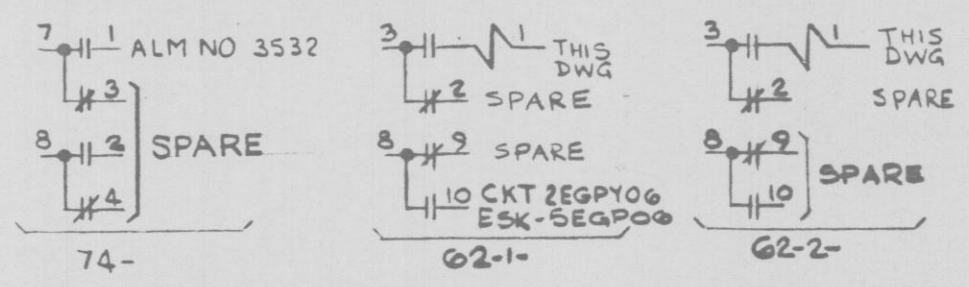 7 1 ALM NO 3532
3
8 2 SPARE
4
74-
3 1 THIS
DWG
2 SPARE
8 9 SPARE
10 CKT 2EGPY06
ESK-5EGP06
62-1-
3 1 THIS
DWG
2 SPARE
8 9
SPARE
10
62-2-